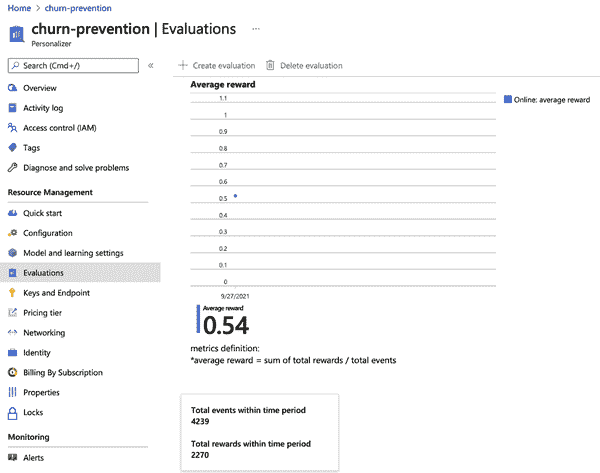 Home > churn-prevention
churn-prevention | Evaluations ...
Personalizer
Search (Cmd+/)
«
Create evaluation
Delete evaluation
Overview
Activity log
Access control (IAM)
Tags
Diagnose and solve problems
Resource Management
Quick start
Configuration
Model and learning settings
Evaluations
Keys and Endpoint
Pricing tier
Networking
Identity
Billing By Subscription
Properties
Locks
Monitoring
Alerts
Average reward
1.1
1
0.9
0.8
0.7
0.6
0.5
0.4
0.3
0.2
0.1
0
9/27/2021
Online: average reward
Average reward
0.54
metrics definition:
*average reward = sum of total rewards / total events
Total events within time period
4239
Total rewards within time period
2270